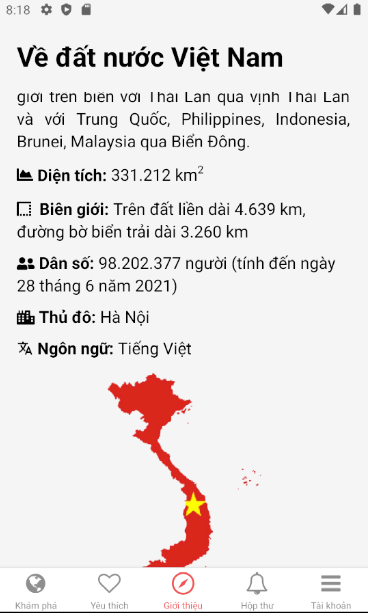 8:18
Về đất nước Việt Nam
giới trên biển với Thái Lan qua vịnh Thái Lan
và với Trung Quốc, Philippines, Indonesia,
Brunei, Malaysia qua Biển Đông.
Diện tích: 331.212 km²
Biên giới: Trên đất liền dài 4.639 km,
đường bờ biển trải dài 3.260 km
Dân số: 98.202.377 người (tính đến ngày
28 tháng 6 năm 2021)
Thủ đô: Hà Nội
Ngôn ngữ: Tiếng Việt
Khám phá
Yêu thích
Giới thiệu
Hộp thư
Tài khoản